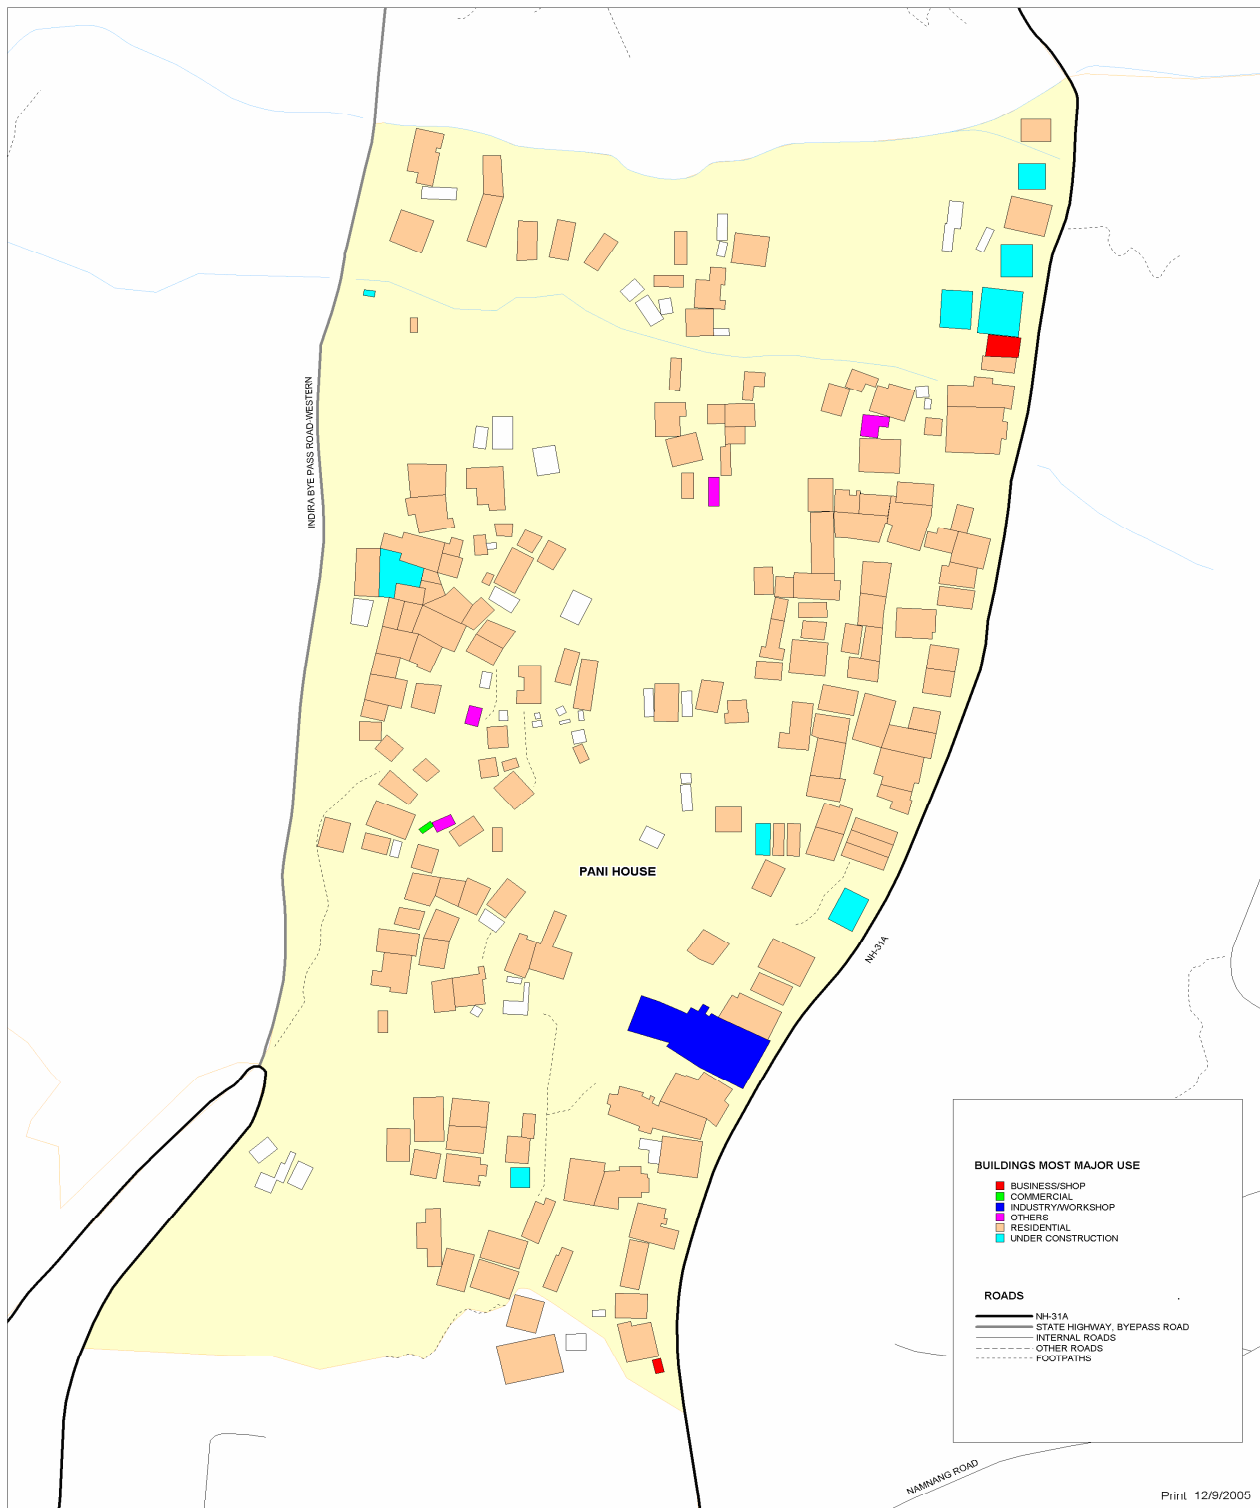 INDIRA BYE PASS ROAD-WESTERN
PANI HOUSE
NH-31A
BUILDINGS MOST MAJOR USE
BUSINESS/SHOP
COMMERCIAL
INDUSTRY/WORKSHOP
OTHERS
RESIDENTIAL
UNDER CONSTRUCTION
ROADS
NH-31A
STATE HIGHWAY, BYEPASS ROAD
INTERNAL ROADS
OTHER ROADS
FOOTPATHS
NAMNANG ROAD
Print 12/9/2005